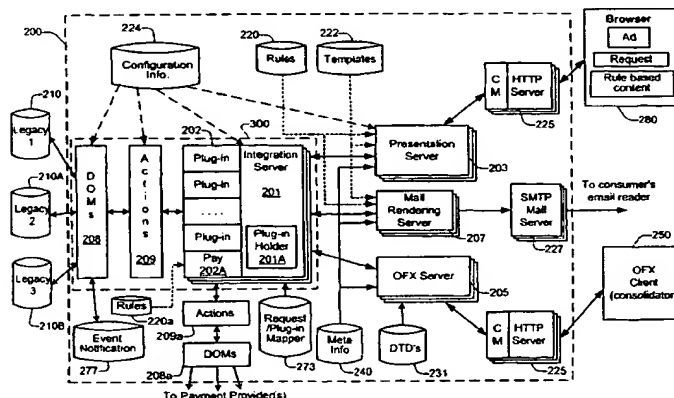 200
224
Configuration
Info.
220
Rules
222
Templates
C
M
HTTP
Server
225
Browser
Ad
Request
Rule based
content
280
210
Legacy
1
210A
Legacy
2
Legacy
3
210B
DOMs
208
Actions
209
202
300
Plug-in
Plug-in
....
Plug-in
Pay
202A
Integration
Server
201
Plug-in
Holder
201A
Presentation
Server
203
Mail
Rendering
Server
207
SMTP
Mail
Server
227
To consumer's
email reader
OFX Server
205
250
OFX
Client
(consolidator)
Rules
220a
Actions
209a
DOMs
208a
To Payment Provider(s)
Event
Notification
277
Request
/Plug-in
Mapper
273
Meta
Info
240
DTD's
231
C
M
HTTP
Server
225